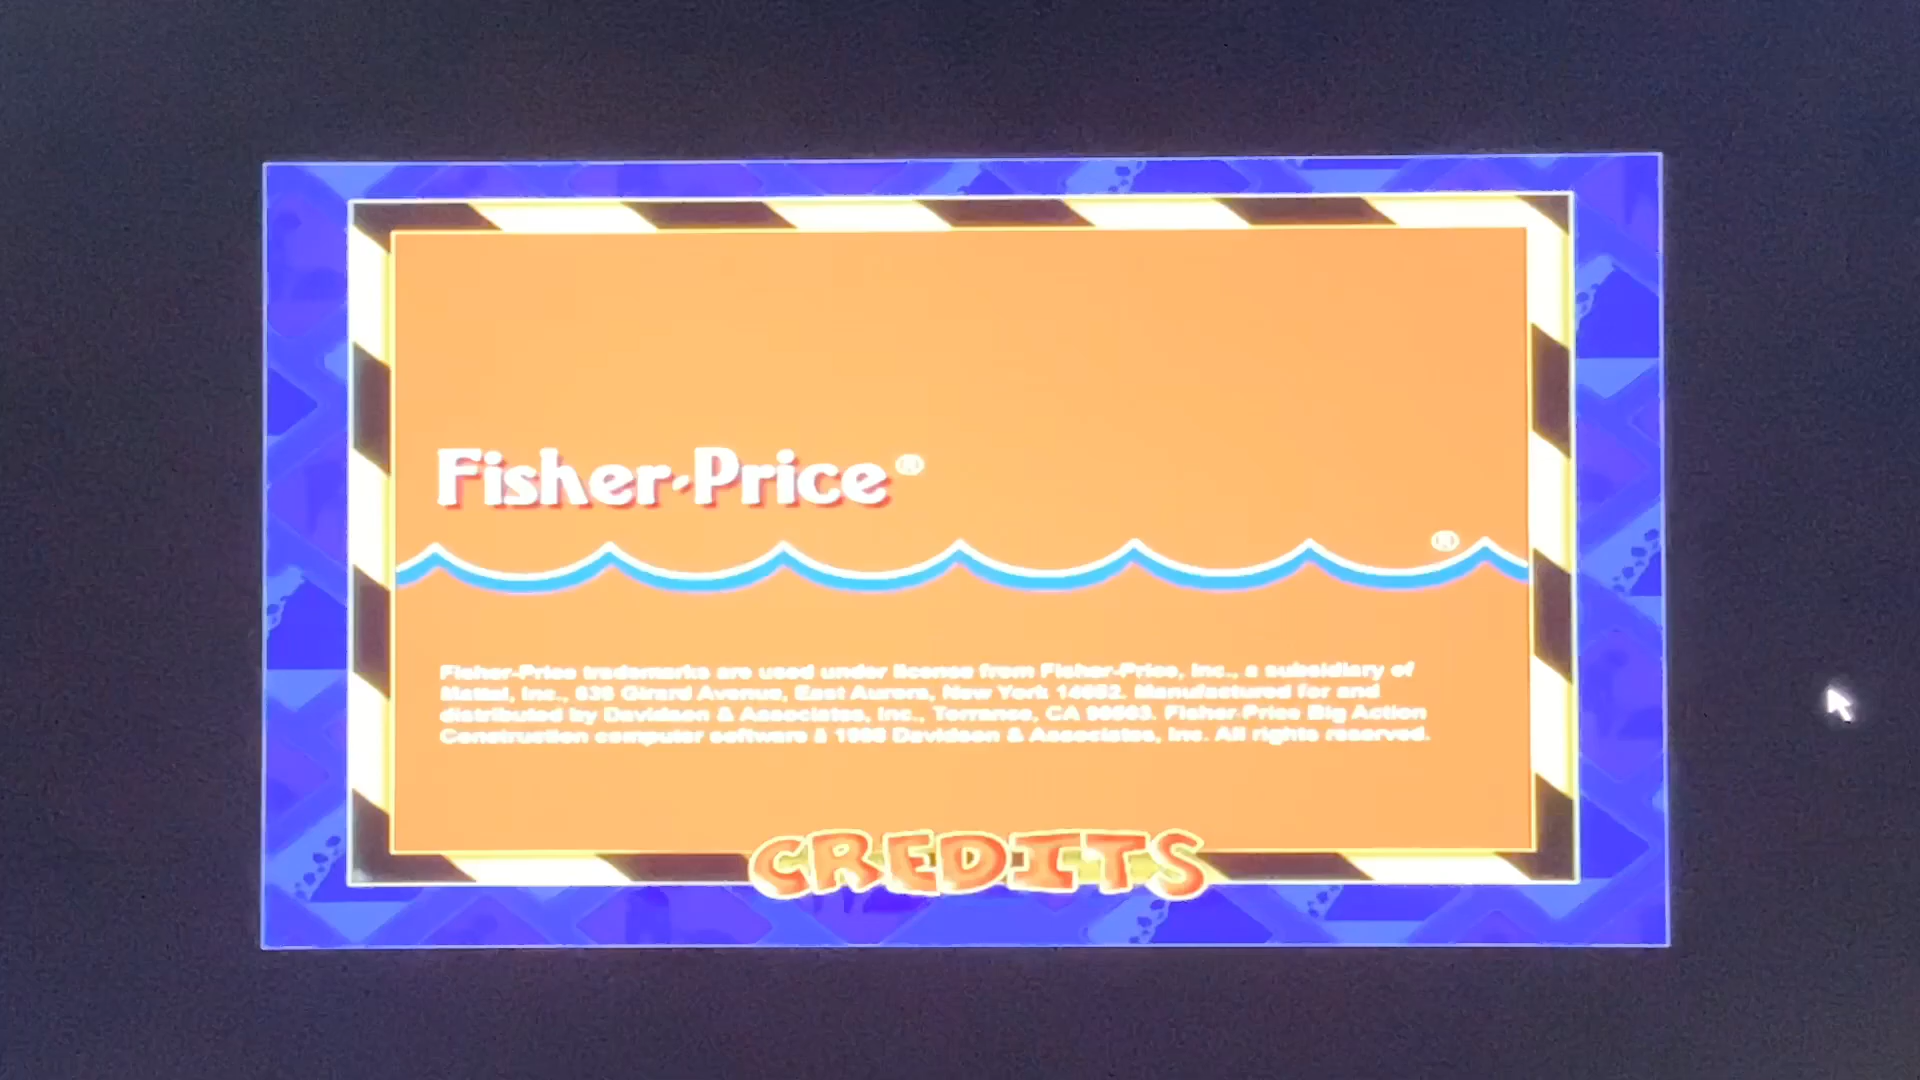 Fisher-Price®
®
Fisher-Price trademarks are used under license from Fisher-Price, Inc., a subsidiary of
Mattel, Inc., 636 Girard Avenue, East Aurora, New York 14052. Manufactured for and
distributed by Davidson & Associates, Inc., Torrance, CA 90503. Fisher-Price Big Action
Construction computer software Davidson & Associates, Inc. All rights reserved.
CREDITS